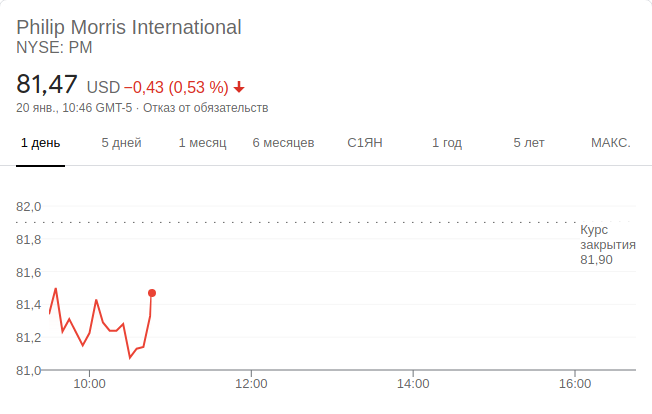 Philip Morris International
NYSE: PM
81,47 USD −0,43 (0,53 %)
20 янв., 10:46 GMT-5 · Отказ от обязательств
1 день 5 дней 1 месяц 6 месяцев С1ЯН 1 год 5 лет МАКС.
82,0
81,8
81,6
81,4
81,2
81,0
Курс
закрытия
81,90
10:00 12:00 14:00 16:00